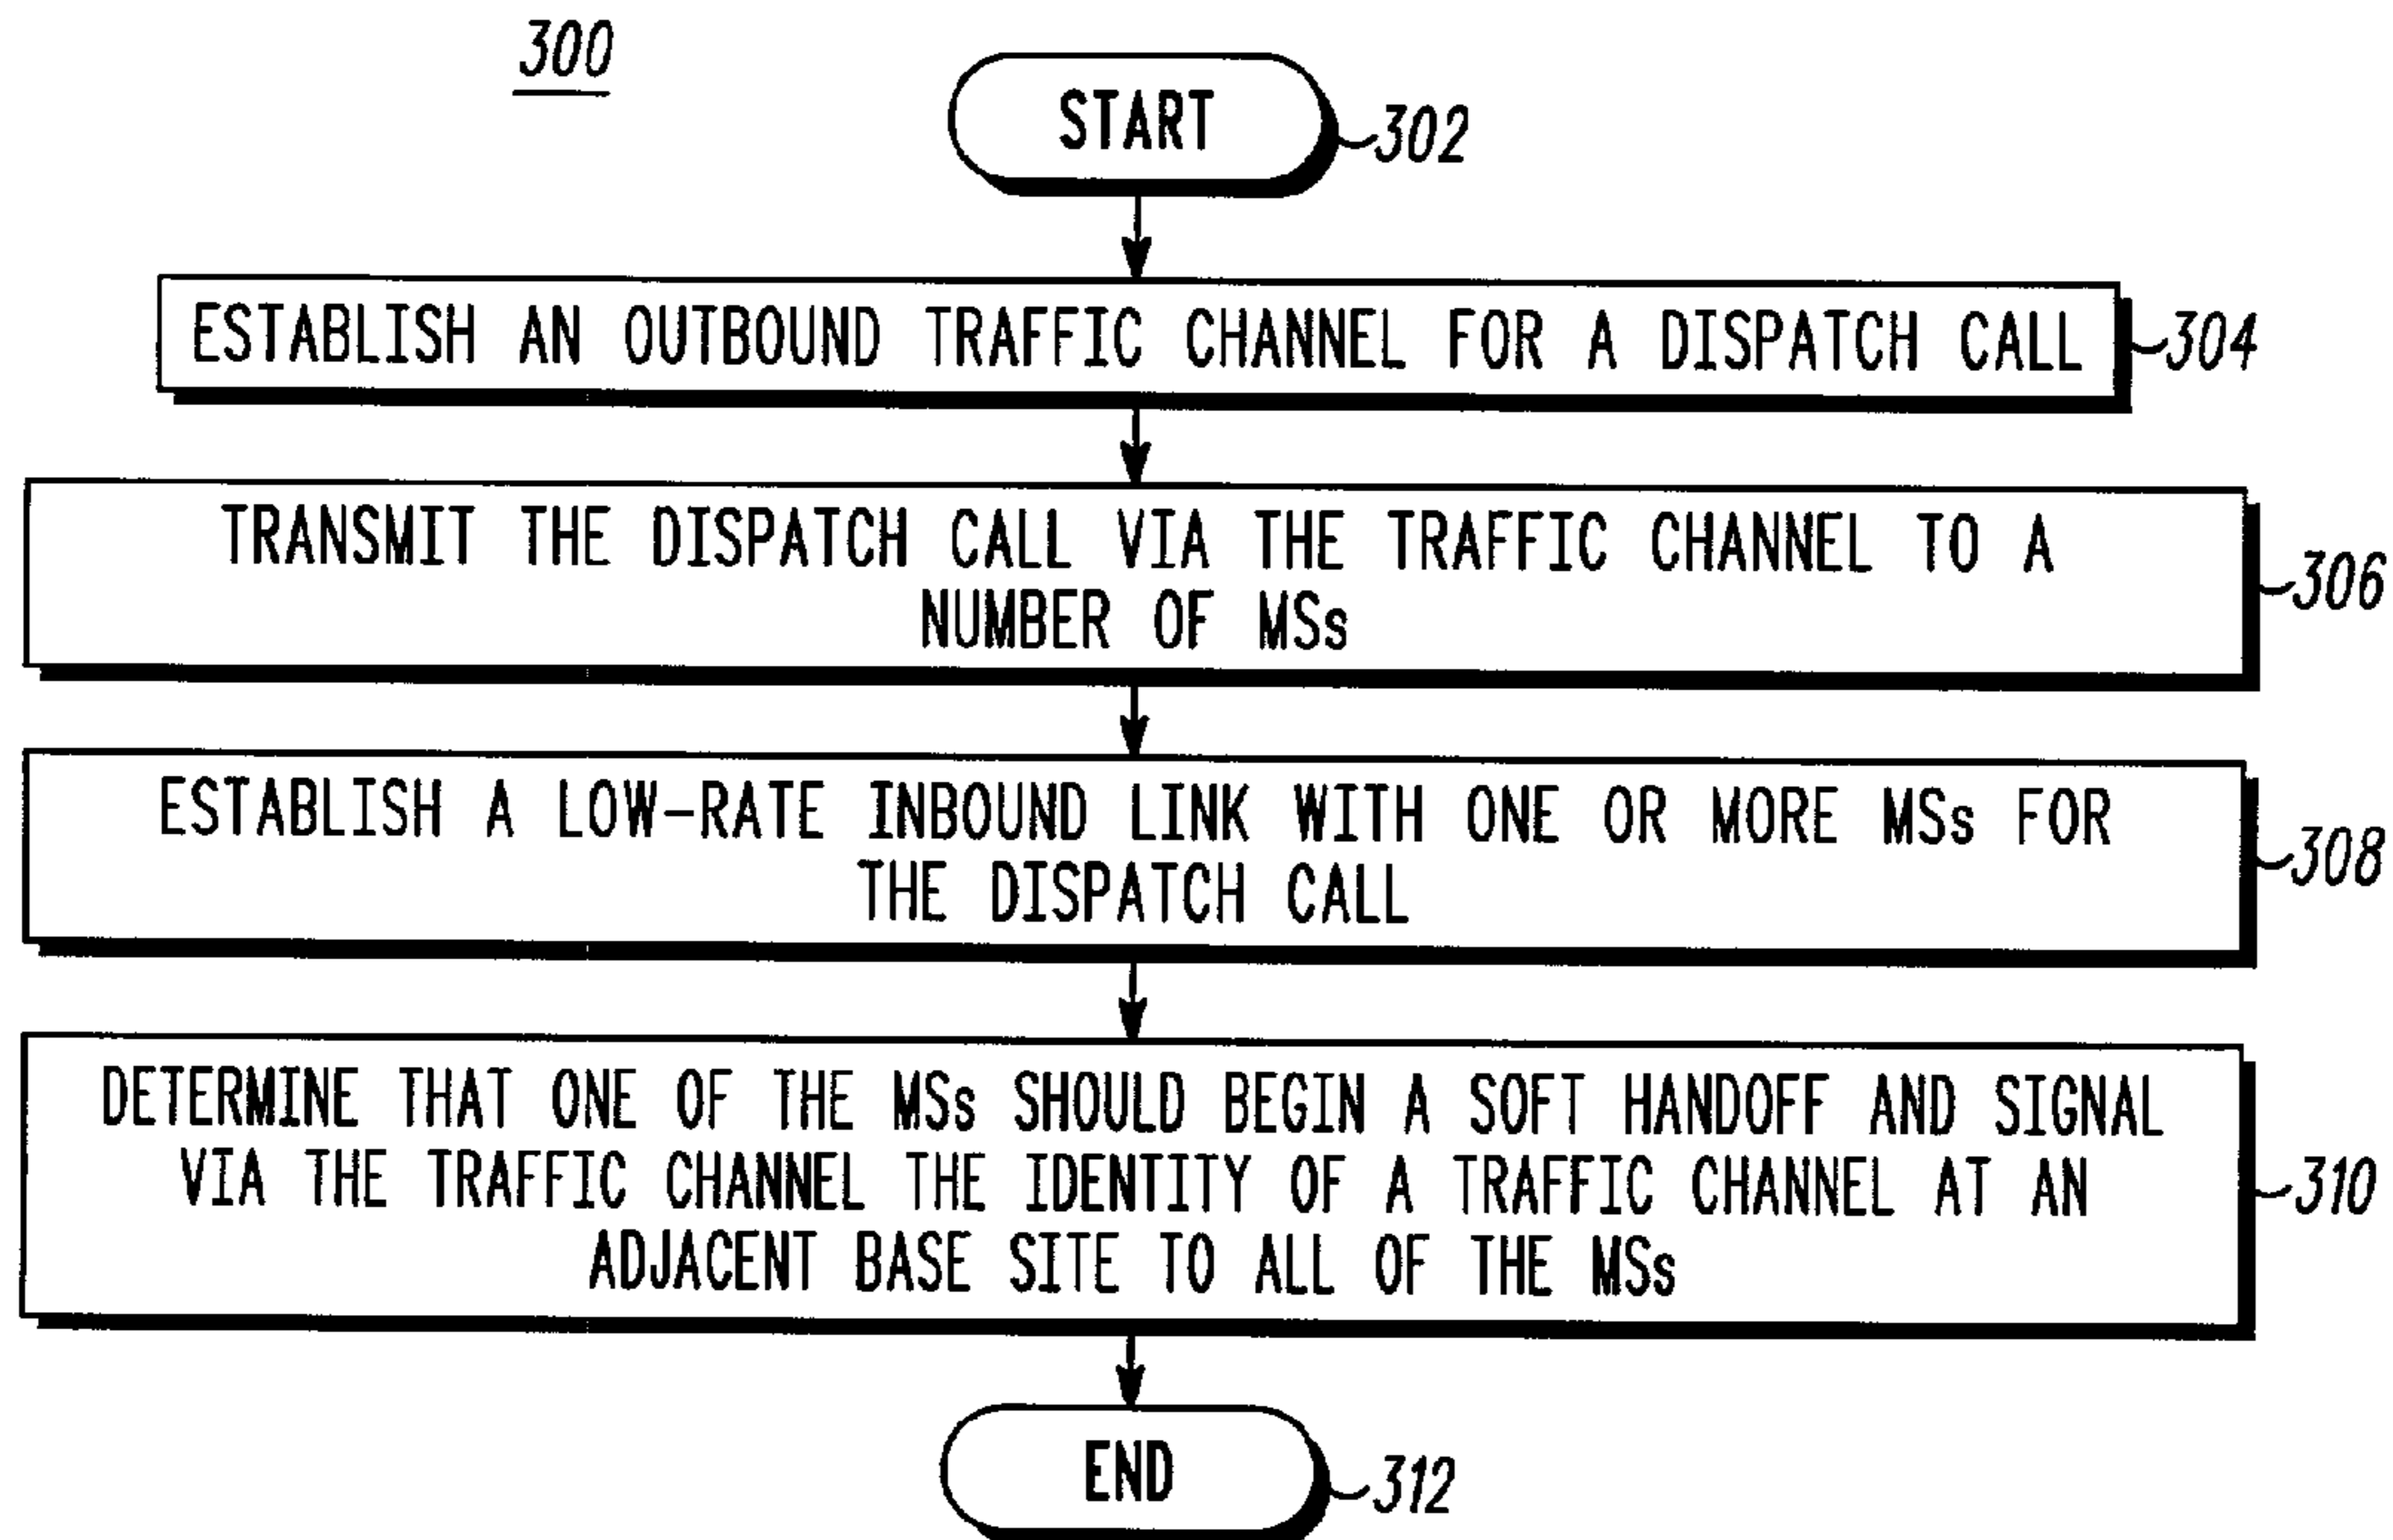 300
START
302
ESTABLISH AN OUTBOUND TRAFFIC CHANNEL FOR A DISPATCH CALL
304
TRANSMIT THE DISPATCH CALL VIA THE TRAFFIC CHANNEL TO A
NUMBER OF MSs
306
ESTABLISH A LOW-RATE INBOUND LINK WITH ONE OR MORE MSs FOR
THE DISPATCH CALL
308
DETERMINE THAT ONE OF THE MSs SHOULD BEGIN A SOFT HANDOFF AND SIGNAL
VIA THE TRAFFIC CHANNEL THE IDENTITY OF A TRAFFIC CHANNEL AT AN
ADJACENT BASE SITE TO ALL OF THE MSs
310
END
312